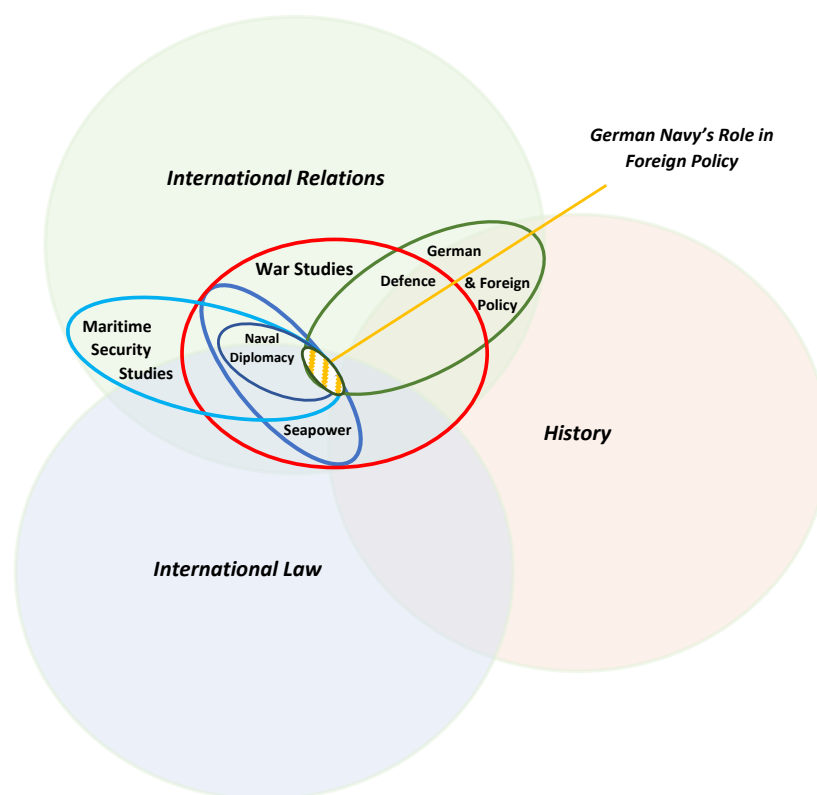 German Navy's Role in
Foreign Policy
International Relations
War Studies
German
Defence & Foreign
Policy
Maritime
Security
Studies
Naval
Diplomacy
Seapower
History
International Law